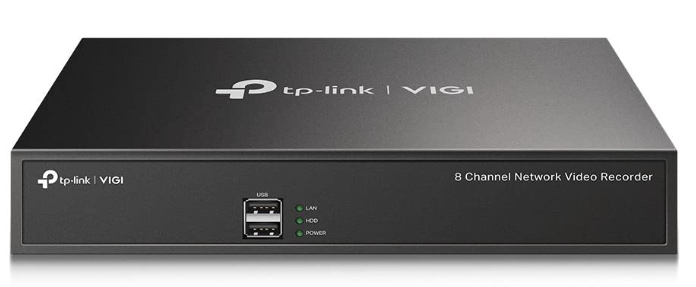 tp-link | VIGI
tp-link | VIGI
8 Channel Network Video Recorder
USB
LAN
HDD
POWER